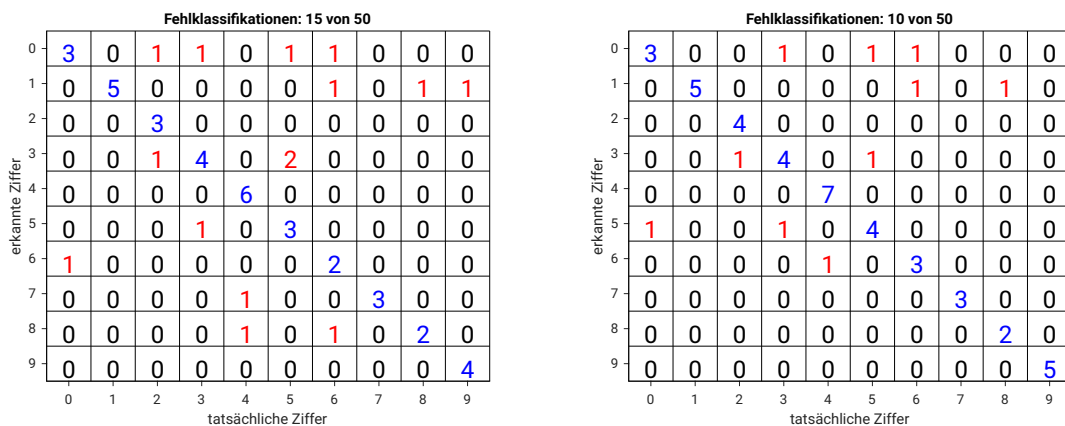 Fehlklassifikationen: 15 von 50
0 3 0 1 1 0 1 1 0 0 0
1 0 5 0 0 0 0 1 0 1 1
2 0 0 3 0 0 0 0 0 0 0
3 0 0 1 4 0 2 0 0 0 0
4 0 0 0 0 6 0 0 0 0 0
5 0 0 0 1 0 3 0 0 0 0
6 1 0 0 0 0 0 2 0 0 0
7 0 0 0 0 1 0 0 3 0 0
8 0 0 0 0 1 0 1 0 2 0
9 0 0 0 0 0 0 0 0 0 4
0 1 2 3 4 5 6 7 8 9
tatsächliche Ziffer
erkannte Ziffer
Fehlklassifikationen: 10 von 50
0 3 0 0 1 0 1 1 0 0 0
1 0 5 0 0 0 0 1 0 1 0
2 0 0 4 0 0 0 0 0 0 0
3 0 0 1 4 0 1 0 0 0 0
4 0 0 0 0 7 0 0 0 0 0
5 1 0 0 1 0 4 0 0 0 0
6 0 0 0 0 1 0 3 0 0 0
7 0 0 0 0 0 0 0 3 0 0
8 0 0 0 0 0 0 0 0 2 0
9 0 0 0 0 0 0 0 0 0 5
0 1 2 3 4 5 6 7 8 9
tatsächliche Ziffer
erkannte Ziffer